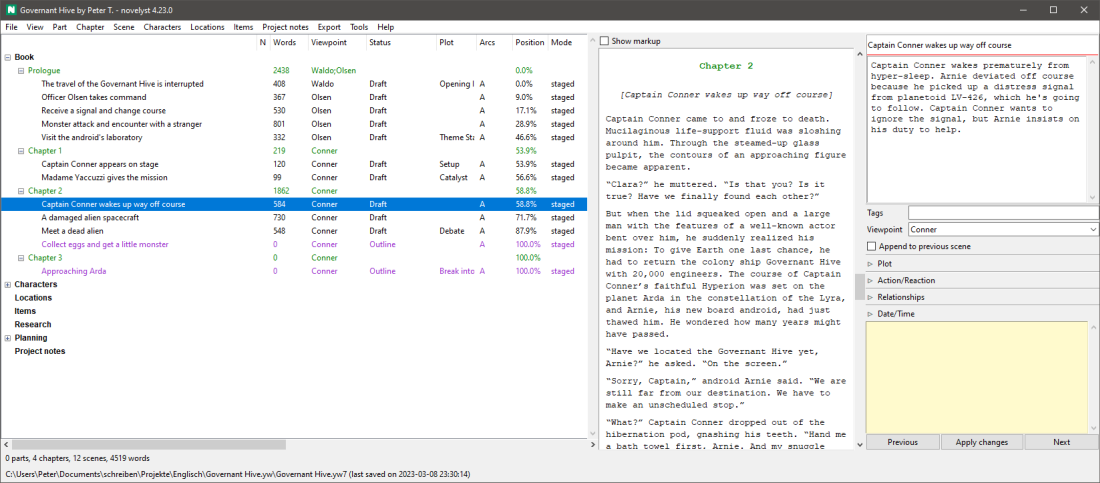 Governant Hive by Peter T. - novelyst 4.23.0
File View Part Chapter Scene Characters Locations Items Project notes Export Tools Help
N Words Viewpoint Status Plot Arcs Position Mode
Book
Prologue 2438 Waldo;Olsen 0.0%
The travel of the Governant Hive is interrupted 408 Waldo Draft Opening I A 0.0% staged
Officer Olsen takes command 367 Olsen Draft A 9.0% staged
Receive a signal and change course 530 Olsen Draft A 17.1% staged
Monster attack and encounter with a stranger 801 Olsen Draft A 28.9% staged
Visit the android's laboratory 332 Olsen Draft Theme Sta A 46.6% staged
Chapter 1 219 Conner 53.9%
Captain Conner appears on stage 120 Conner Draft Setup A 53.9% staged
Madame Yaccuzzi gives the mission 99 Conner Draft Catalyst A 56.6% staged
Chapter 2 1862 Conner 58.8%
Captain Conner wakes up way off course 584 Conner Draft A 58.8% staged
A damaged alien spacecraft 730 Conner Draft A 71.7% staged
Meet a dead alien 548 Conner Draft Debate A 87.9% staged
Collect eggs and get a little monster 0 Conner Outline A 100.0% staged
Chapter 3 0 Conner 100.0%
Approaching Arda 0 Conner Outline Break into A 100.0% staged
Characters
Locations
Items
Research
Planning
Project notes
Show markup
Chapter 2
[Captain Conner wakes up way off course]
Captain Conner came to and froze to death.
Mucilaginous life-support fluid was sloshing
around him. Through the steamed-up glass
pulpit, the contours of an approaching figure
became apparent.
“Clara?” he muttered. “Is that you? Is it
true? Have we finally found each other?”
But when the lid squeaked open and a large
man with the features of a well-known actor
bent over him, he suddenly realized his
mission: To give Earth one last chance, he
had to return the colony ship Governant Hive
with 20,000 engineers. The course of Captain
Conner’s faithful Hyperion was set on the
planet Arda in the constellation of the Lyra,
and Arnie, his new board android, had just
thawed him. He wondered how many years might
have passed.
“Have we located the Governant Hive yet,
Arnie?” he asked. “On the screen.”
“Sorry, Captain,” android Arnie said. “We are
still far from our destination. We have to
make an unscheduled stop.”
“What?” Captain Conner dropped out of the
hibernation pod, gnashing his teeth. “Hand me
a bath towel first, Arnie. And my snuggle
Captain Conner wakes up way off course
Captain Conner wakes prematurely from
hyper-sleep. Arnie deviated off course
because he picked up a distress signal
from planetoid LV-426, which he's going
to follow. Captain Conner wants to
ignore the signal, but Arnie insists on
his duty to help.
Tags
Viewpoint Conner
Append to previous scene
Plot
Action/Reaction
Relationships
Date/Time
Previous Apply changes Next
0 parts, 4 chapters, 12 scenes, 4519 words
C:\Users\Peter\Documents\schreiben\Projekte\Englisch\Governant Hive.yw\Governant Hive.yw7 (last saved on 2023-03-08 23:30:14)